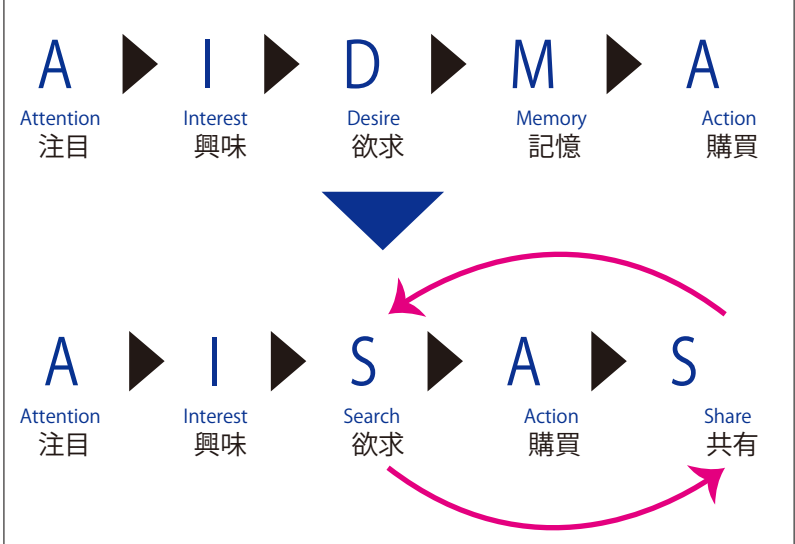 A I D M A
Attention Interest Desire Memory Action
注目 興味 欲求 記憶 購買
A I S A S
Attention Interest Search Action Share
注目 興味 欲求 購買 共有